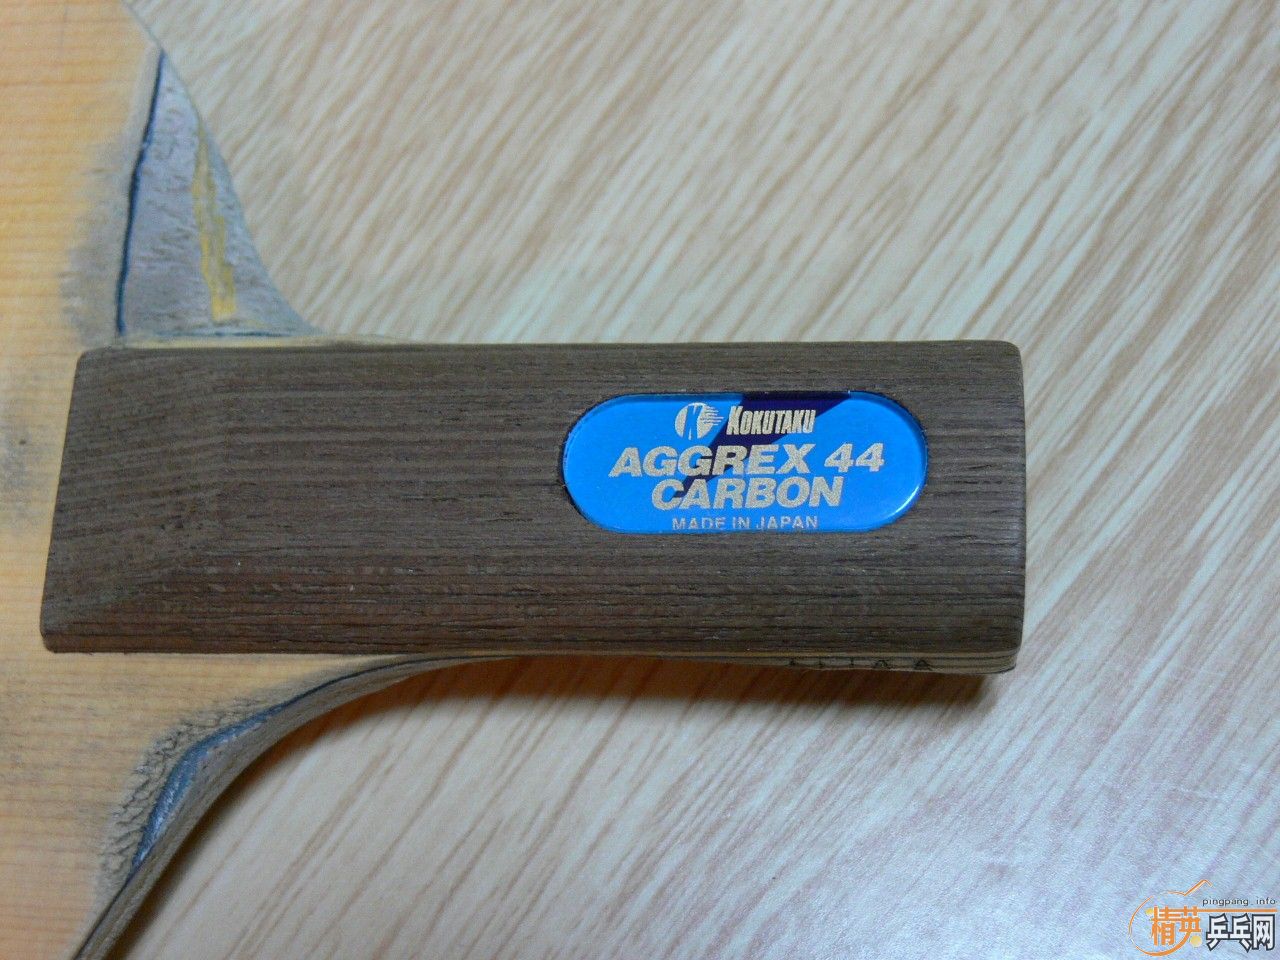 KOKUTAKU
AGGREX 44
CARBON
MADE IN JAPAN
pingpang.info
精英乒乓网